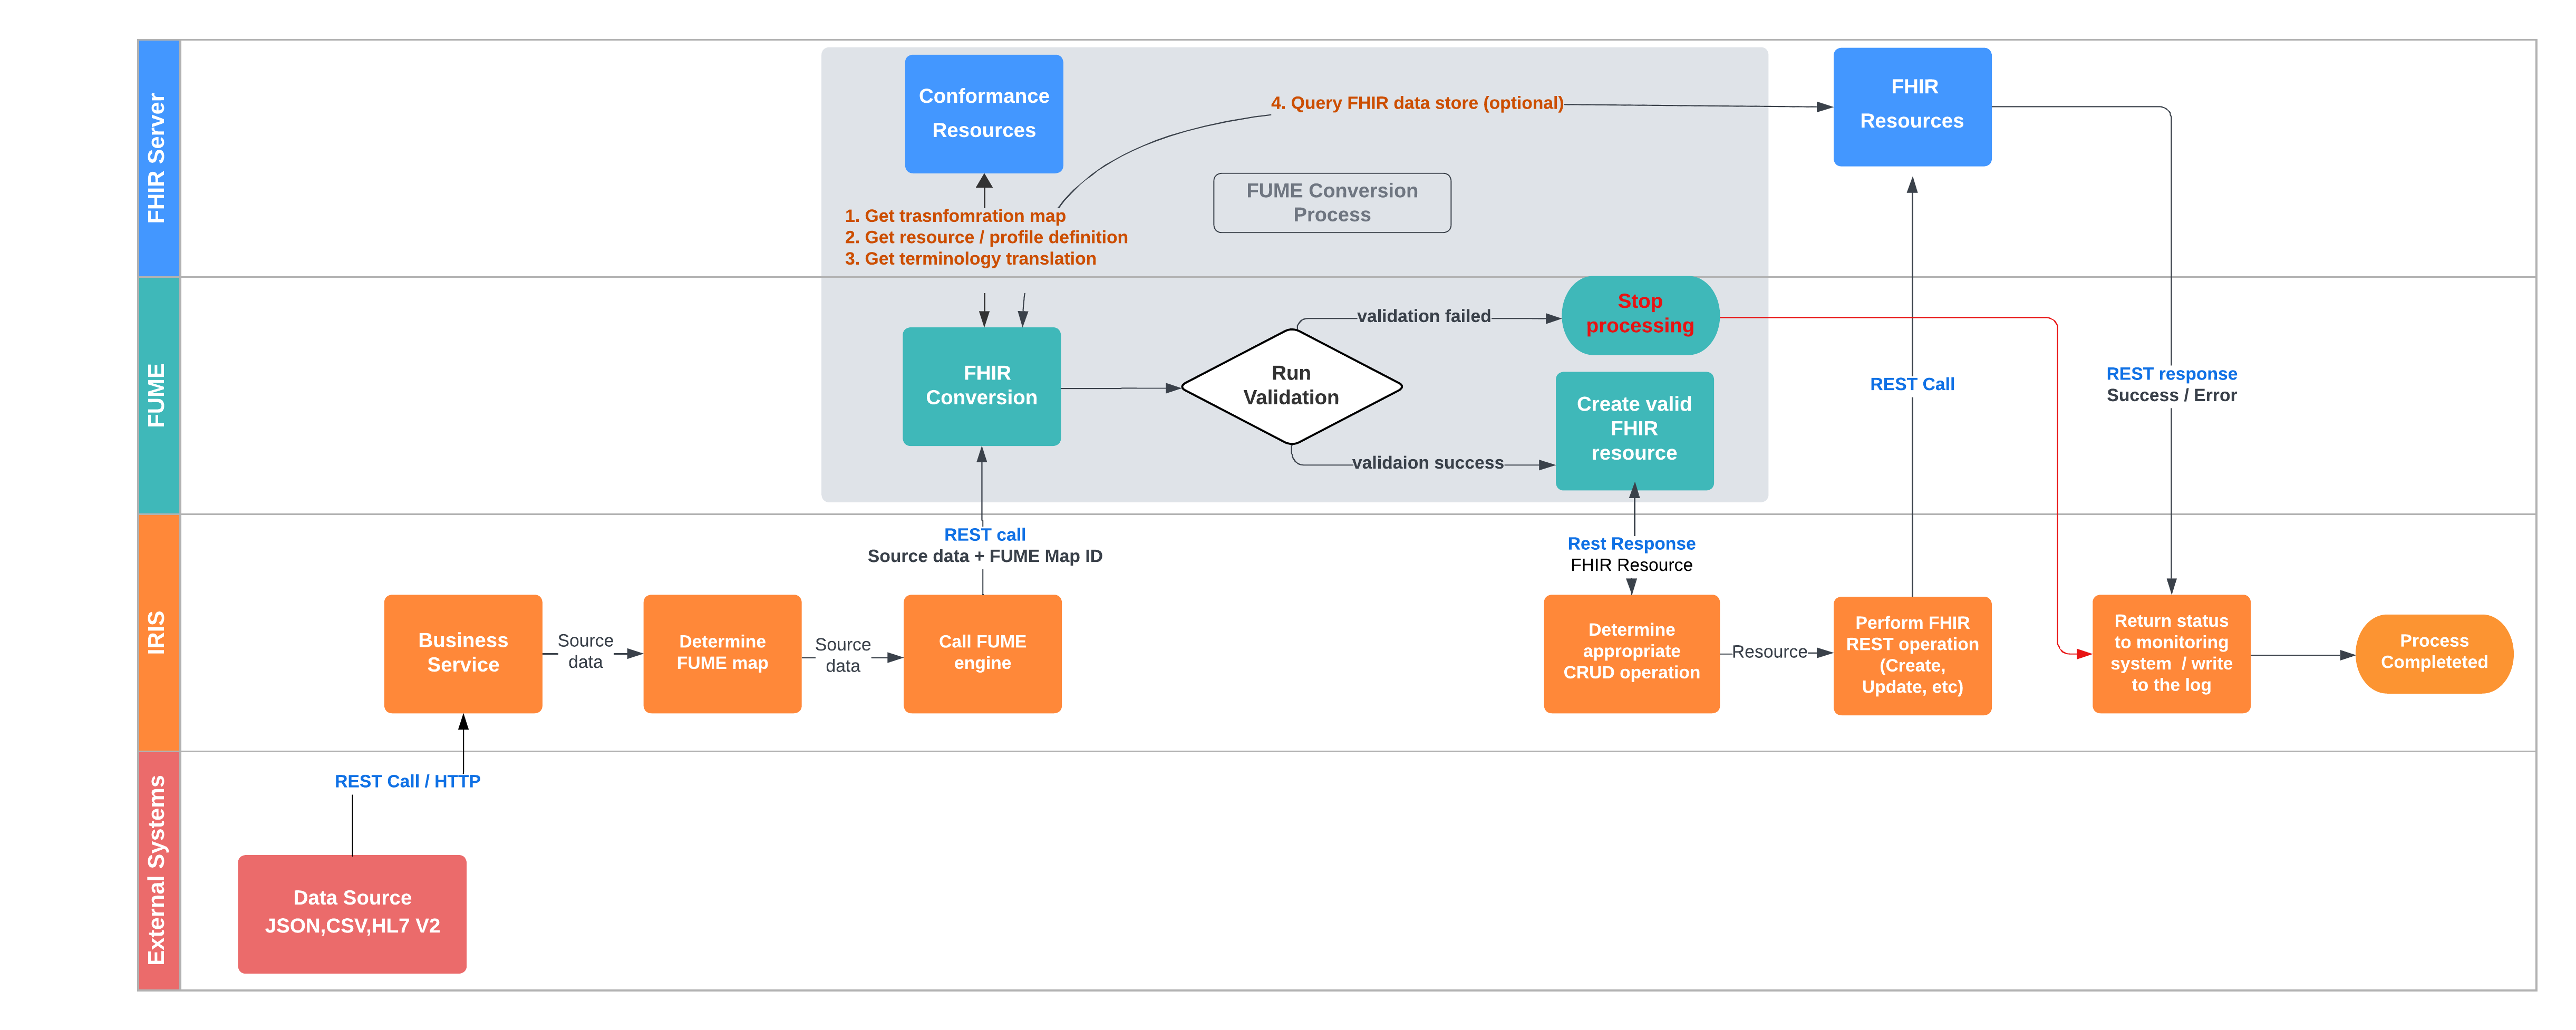 FHIR Server
Conformance
Resources
4. Query FHIR data store (optional)
FHIR
Resources
FUME Conversion
Process
1. Get trasnfomration map
2. Get resource / profile definition
3. Get terminology translation
FUME
FHIR
Conversion
Run
Validation
validation failed
validaion success
Stop
processing
Create valid
FHIR
resource
REST Call
REST response
Success / Error
IRIS
REST call
Source data + FUME Map ID
Rest Response
FHIR Resource
Business
Service
Source
data
Determine
FUME map
Source
data
Call FUME
engine
Determine
appropriate
CRUD operation
Resource
Perform FHIR
REST operation
(Create,
Update, etc)
Return status
to monitoring
system / write
to the log
Process
Completeted
External Systems
REST Call / HTTP
Data Source
JSON,CSV,HL7 V2